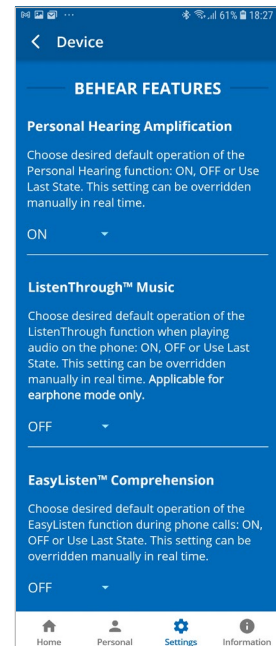 61% 18:27
Device
BEHEAR FEATURES
Personal Hearing Amplification
Choose desired default operation of the
Personal Hearing function: ON, OFF or Use
Last State. This setting can be overridden
manually in real time.
ON
ListenThrough™ Music
Choose desired default operation of the
ListenThrough function when playing
audio on the phone: ON, OFF or Use Last
State. This setting can be overridden
manually in real time. Applicable for
earphone mode only.
OFF
EasyListen™ Comprehension
Choose desired default operation of the
EasyListen function during phone calls: ON,
OFF or Use Last State. This setting can be
overridden manually in real time.
OFF
Home Personal Settings Information